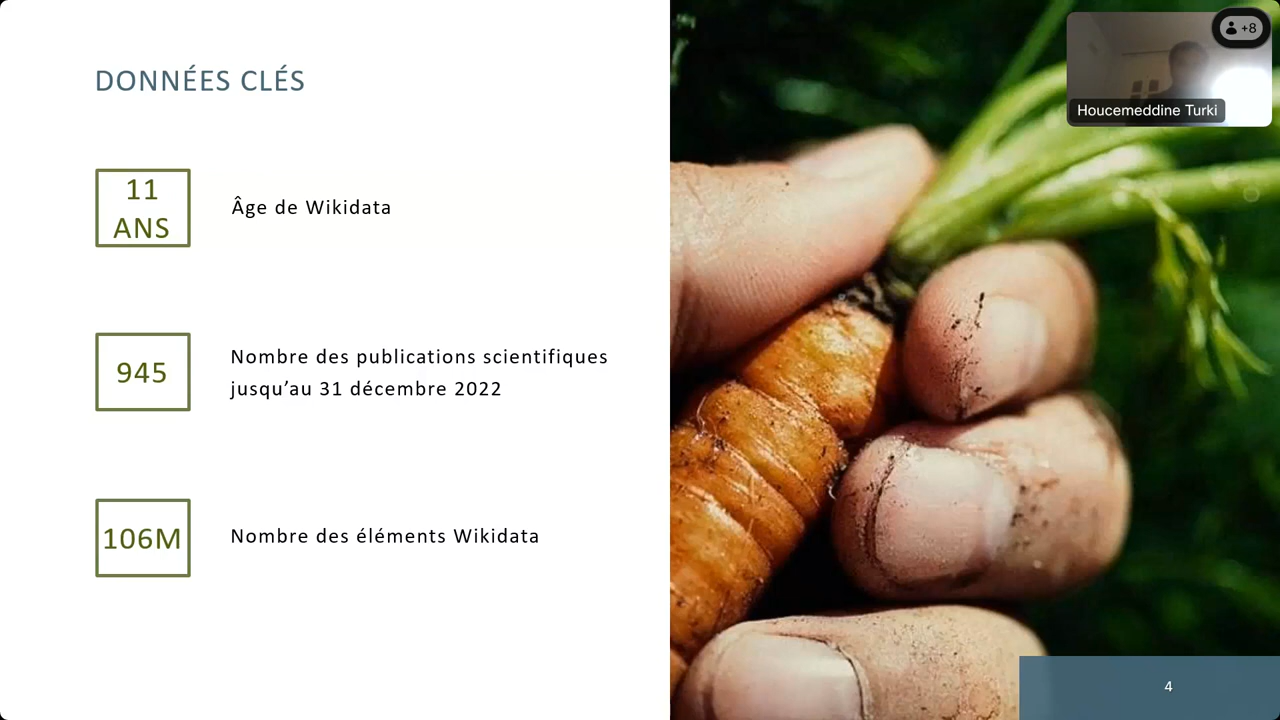 DONNÉES CLÉS
11
ANS
Âge de Wikidata
945
Nombre des publications scientifiques
jusqu’au 31 décembre 2022
106M
Nombre des éléments Wikidata
+8
Houcemeddine Turki
4